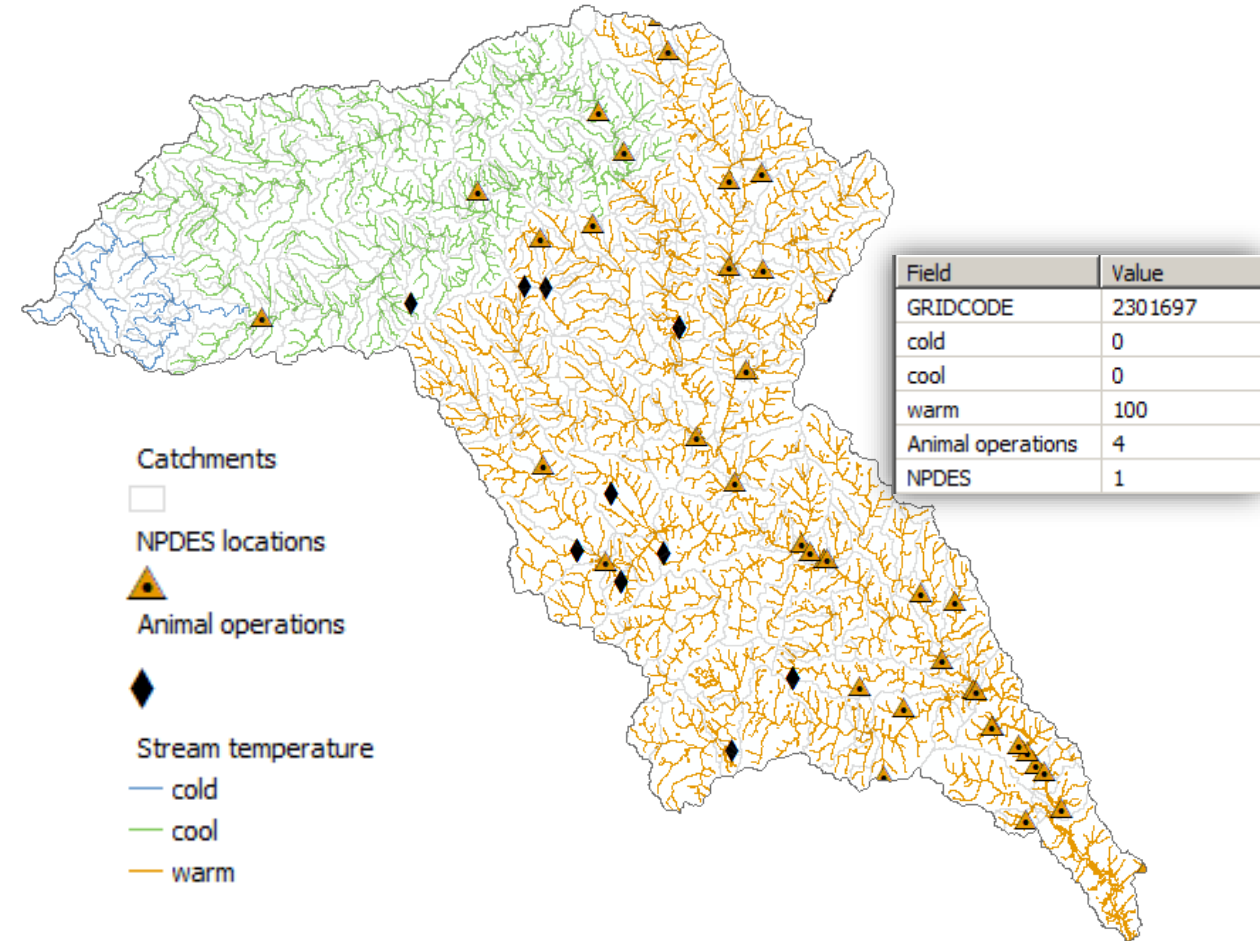 Field Value
GRIDCODE 2301697
cold 0
cool 0
warm 100
Animal operations 4
NPDES 1
Catchments
NPDES locations
Animal operations
Stream temperature
cold
cool
warm